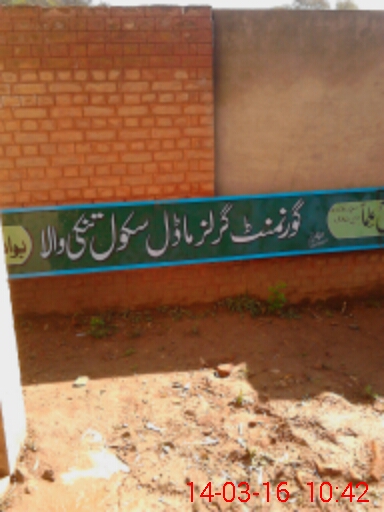 گورنمنٹ گرلز ماڈل سکول تنگی والا
14-03-16 10:42